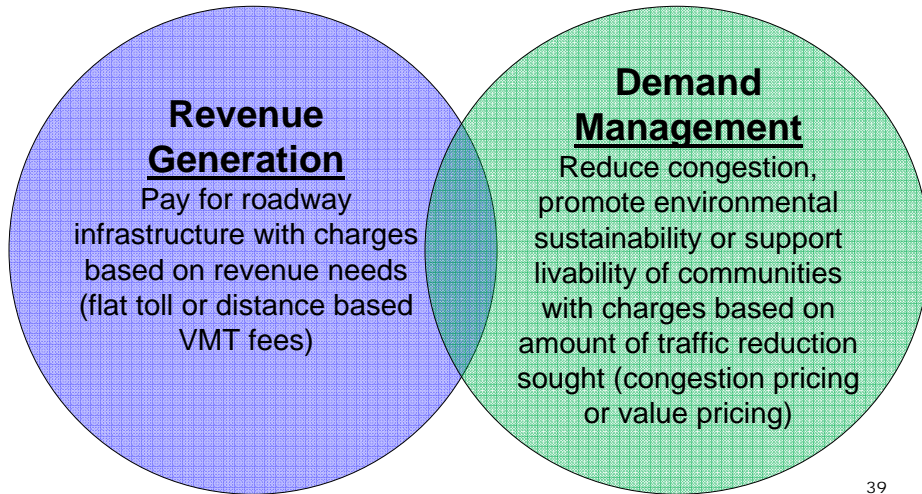 Revenue
Generation
Pay for roadway
infrastructure with charges
based on revenue needs
(flat toll or distance based
VMT fees)
Demand
Management
Reduce congestion,
promote environmental
sustainability or support
livability of communities
with charges based on
amount of traffic reduction
sought (congestion pricing
or value pricing)
39